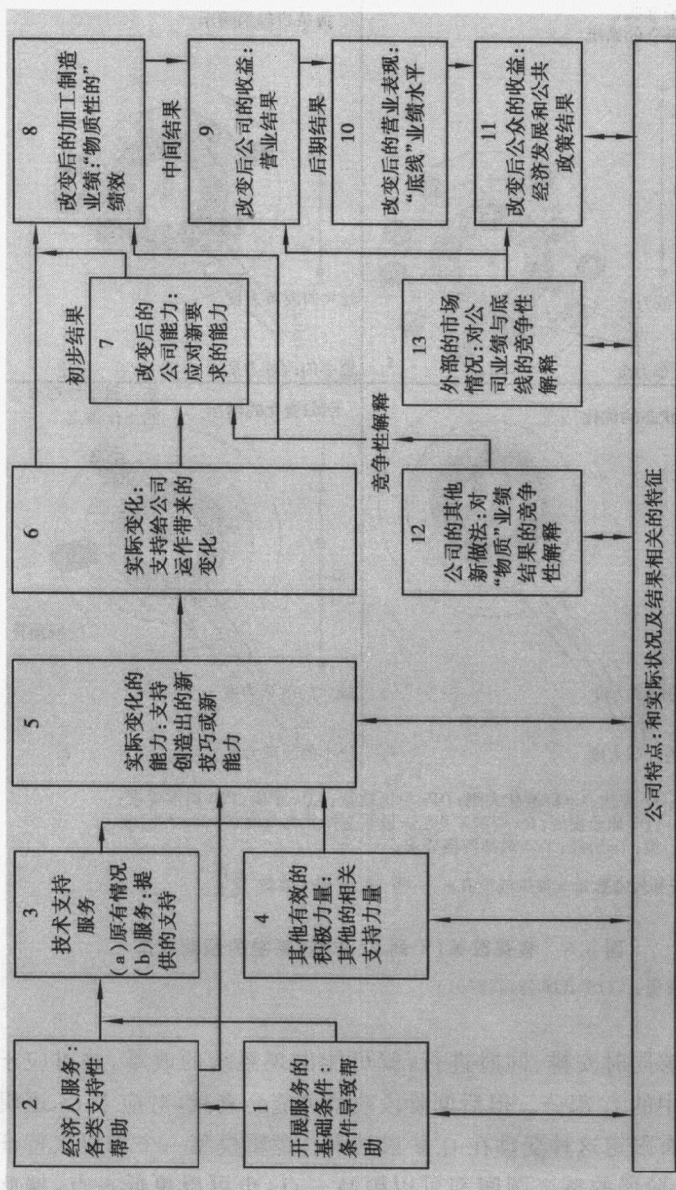 2
经济人服务:
各类支持性
帮助
1
开展服务的
基础条件:
条件导致帮
助
3
技术支持
服务
(a)原有情况
(b)服务:提
供的支持
4
其他有效的
积极力量:
其他的相关
支持力量
5
实际变化的
能力:支持
创造出的新
技巧或新
能力
6
实际变化:
支持给公司
运作带来的
变化
初步结果
7
改变后的
公司能力:
应对新要
求的能力
竞争性解释
12
公司的其他
新做法:对
“物质”业绩
结果的竞争
性解释
13
外部的市场
情况:对公
司业绩与底
线的竞争性
解释
8
改变后的加工制造
业绩:“物质性的”
绩效
中间结果
9
改变后公司的收益:
营业结果
后期结果
10
改变后的营业表现:
“底线”业绩水平
11
改变后公众的收益:
经济发展和公共
政策结果
公司特点:和实际状况及结果相关的特征